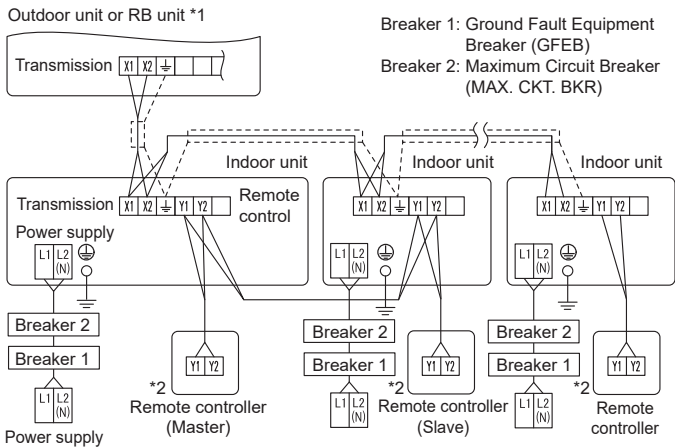 Outdoor unit or RB unit *1
Breaker 1: Ground Fault Equipment
Breaker (GFEB)
Breaker 2: Maximum Circuit Breaker
(MAX. CKT. BKR)
Transmission X1 X2
Indoor unit Indoor unit Indoor unit
Transmission X1 X2 Y1 Y2 Remote
control
X1 X2 Y1 Y2
X1 X2 Y1 Y2
Power supply
L1 L2
(N)
L1 L2
(N)
L1 L2
(N)
Breaker 2 Breaker 2 Breaker 2
Breaker 1 Breaker 1 Breaker 1
Y1 Y2 Y1 Y2 Y1 Y2
*2 *2 *2
L1 L2
(N)
Power supply
Remote controller
(Master)
L1 L2
(N)
Remote controller
(Slave)
L1 L2
(N)
Remote
controller